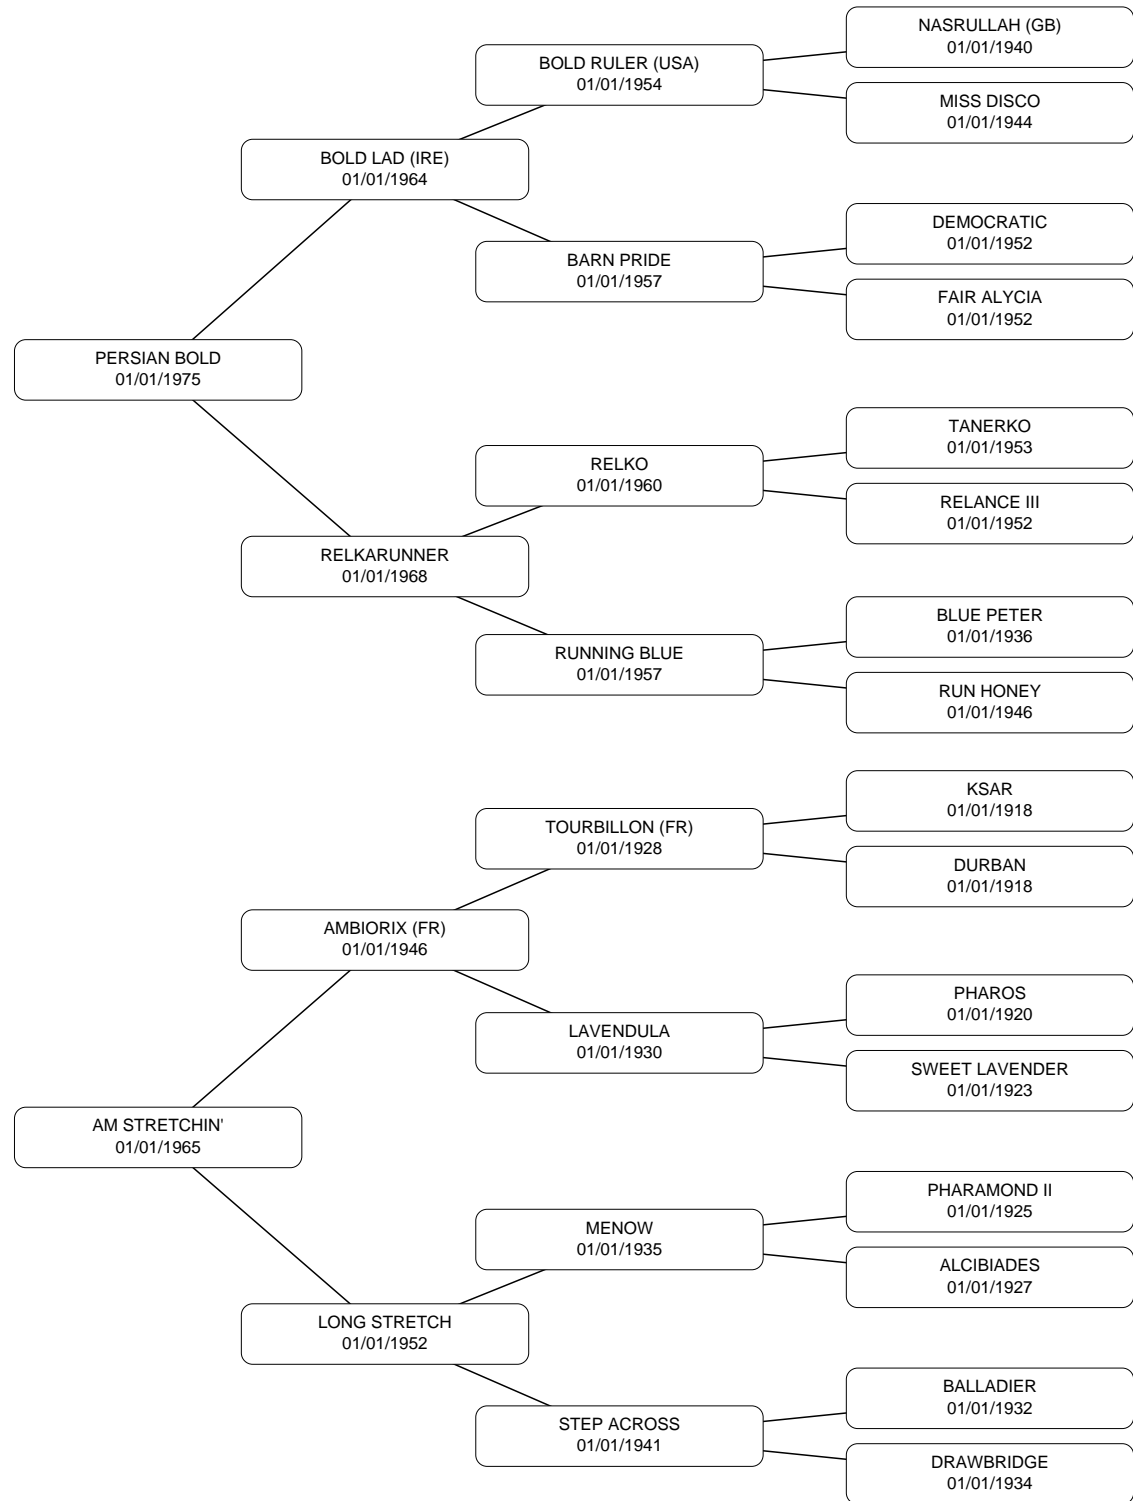 NASRULLAH (GB)
01/01/1940
BOLD RULER (USA)
01/01/1954
MISS DISCO
01/01/1944
BOLD LAD (IRE)
01/01/1964
DEMOCRATIC
01/01/1952
BARN PRIDE
01/01/1957
FAIR ALYCIA
01/01/1952
PERSIAN BOLD
01/01/1975
TANERKO
01/01/1953
RELKO
01/01/1960
RELANCE III
01/01/1952
RELKARUNNER
01/01/1968
BLUE PETER
01/01/1936
RUNNING BLUE
01/01/1957
RUN HONEY
01/01/1946
KSAR
01/01/1918
TOURBILLON (FR)
01/01/1928
DURBAN
01/01/1918
AMBIORIX (FR)
01/01/1946
PHAROS
01/01/1920
LAVENDULA
01/01/1930
SWEET LAVENDER
01/01/1923
AM STRETCHIN'
01/01/1965
PHARAMOND II
01/01/1925
MENOW
01/01/1935
ALCIBIADES
01/01/1927
LONG STRETCH
01/01/1952
BALLADIER
01/01/1932
STEP ACROSS
01/01/1941
DRAWBRIDGE
01/01/1934